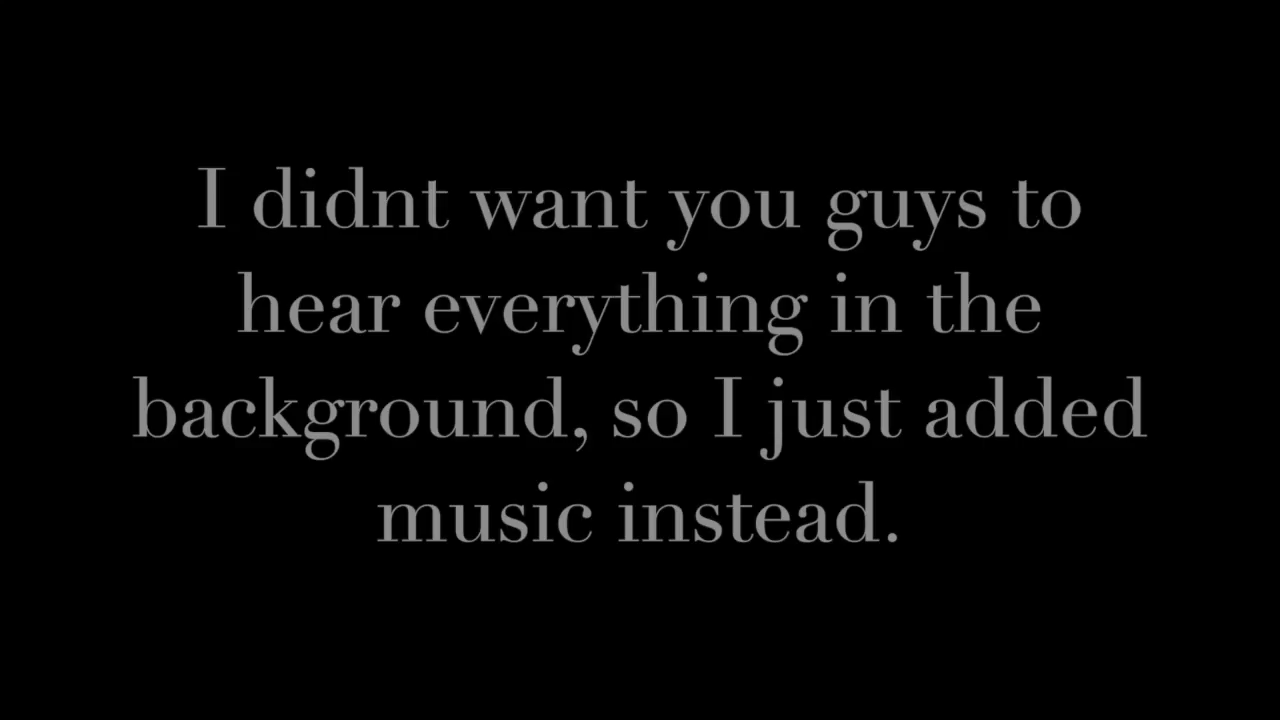 I didnt want you guys to
hear everything in the
background, so I just added
music instead.